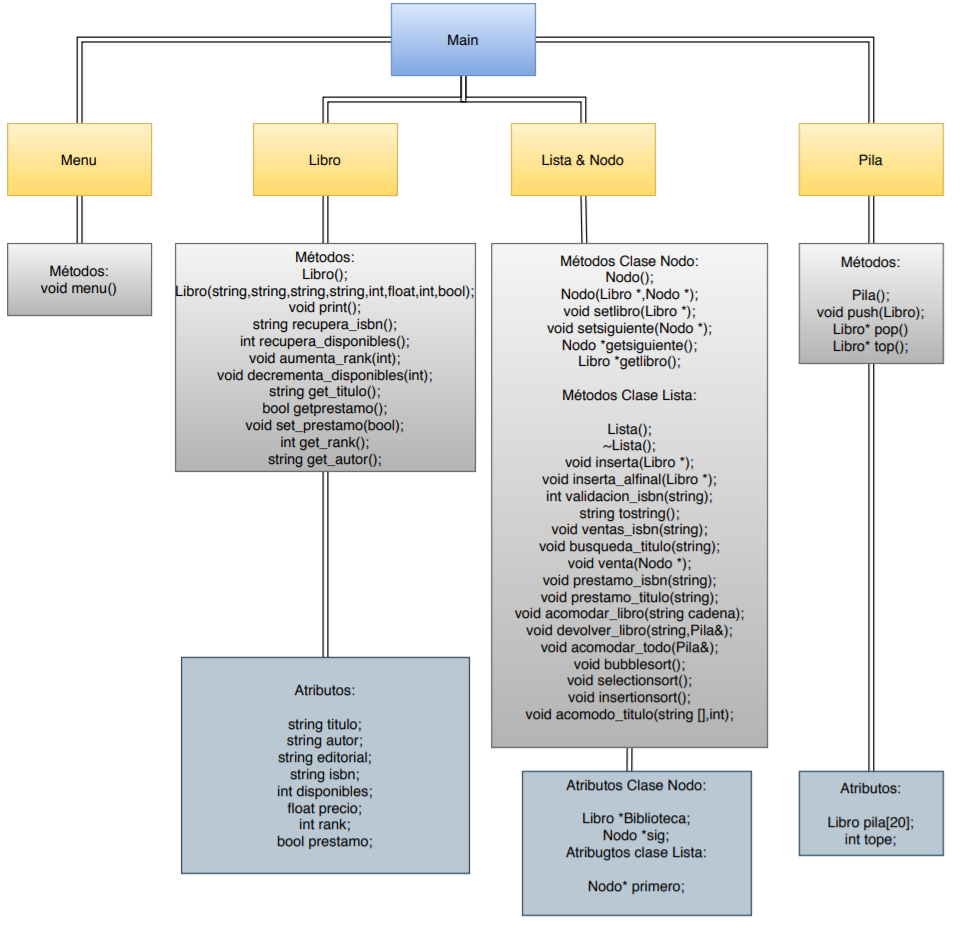 Main
Menu
Libro
Lista & Nodo
Pila
Métodos:
void menu()
Métodos:
Libro();
Libro(string,string,string,string,int,float,int,bool);
void print();
string recupera_isbn();
int recupera_disponibles();
void aumenta_rank(int);
void decrementa_disponibles(int);
string get_titulo();
bool getprestamo();
void set_prestamo(bool);
int get_rank();
string get_autor();
Atributos:
string titulo;
string autor;
string editorial;
string isbn;
int disponibles;
float precio;
int rank;
bool prestamo;
Métodos Clase Nodo:
Nodo();
Nodo(Libro *,Nodo *);
void setlibro(Libro *);
void setsiguiente(Nodo *);
Nodo *getsiguiente();
Libro *getlibro();
Métodos Clase Lista:
Lista();
~Lista();
void inserta(Libro *);
void inserta_alfinal(Libro *);
int validacion_isbn(string);
string tostring();
void ventas_isbn(string);
void busqueda_titulo(string);
void venta(Nodo *);
void prestamo_isbn(string);
void prestamo_titulo(string);
void acomodar_libro(string cadena);
void devolver_libro(string,Pila&);
void acomodar_todo(Pila&);
void bubblesort();
void selectionsort();
void insertionsort();
void acomodo_titulo(string [],int);
Atributos Clase Nodo:
Libro *Biblioteca;
Nodo *sig;
Atribugtos clase Lista:
Nodo* primero;
Métodos:
Pila();
void push(Libro);
Libro* pop()
Libro* top();
Atributos:
Libro pila[20];
int tope;